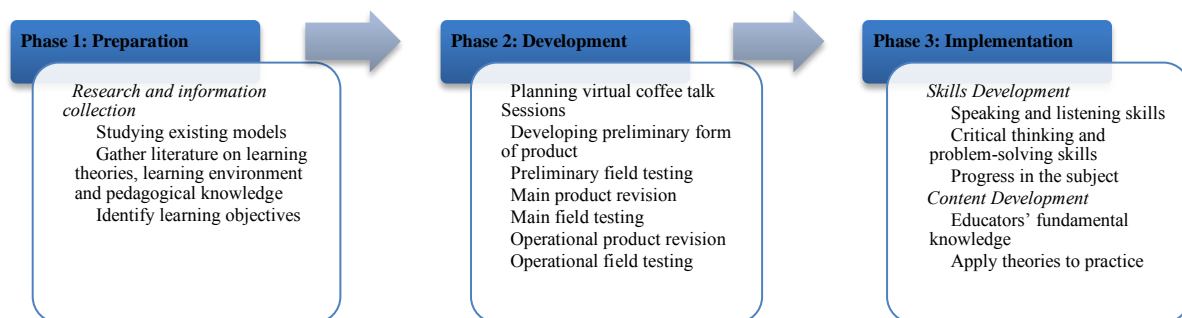 Phase 1: Preparation
Research and information
collection
Studying existing models
Gather literature on learning
theories, learning environment
and pedagogical knowledge
Identify learning objectives
Phase 2: Development
Planning virtual coffee talk
Sessions
Developing preliminary form
of product
Preliminary field testing
Main product revision
Main field testing
Operational product revision
Operational field testing
Phase 3: Implementation
Skills Development
Speaking and listening skills
Critical thinking and
problem-solving skills
Progress in the subject
Content Development
Educators’ fundamental
knowledge
Apply theories to practice